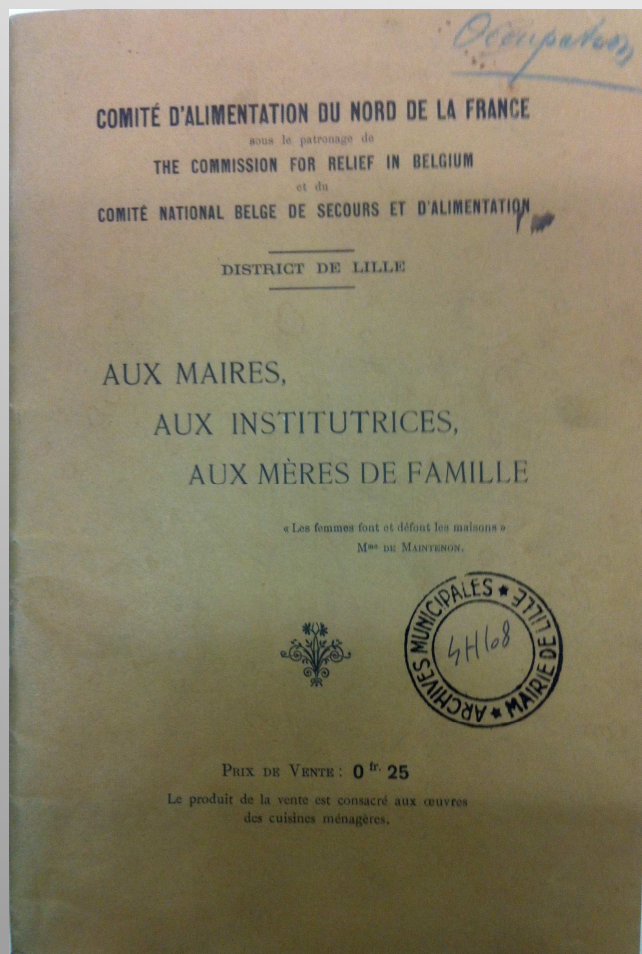 Occupation
COMITÉ D'ALIMENTATION DU NORD DE LA FRANCE
sous le patronage de
THE COMMISSION FOR RELIEF IN BELGIUM
et du
COMITÉ NATIONAL BELGE DE SECOURS ET D'ALIMENTATION
DISTRICT DE LILLE
AUX MAIRES,
AUX INSTITUTRICES,
AUX MÈRES DE FAMILLE
« Les femmes font et défont les maisons »
Mme DE MAINTENON.
ARCHIVES MUNICIPALES ★ MAIRIE DE LILLE ★
4H108
PRIX DE VENTE : 0 fr. 25
Le produit de la vente est consacré aux œuvres
des cuisines ménagères.